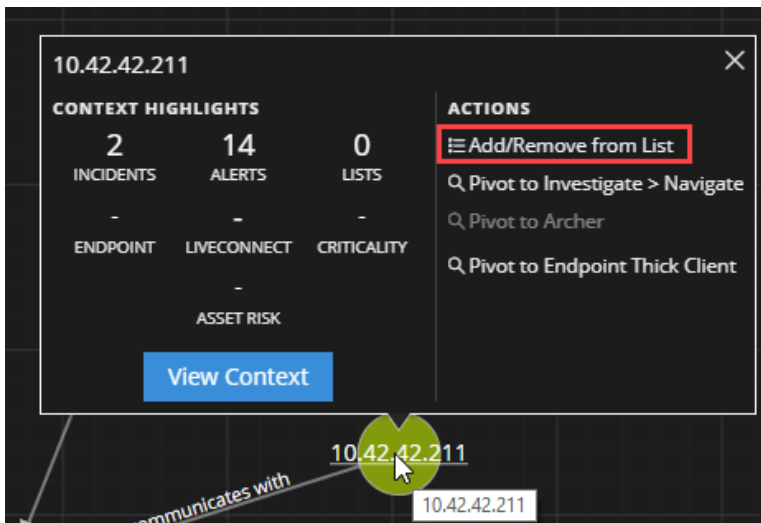 10.42.42.211
CONTEXT HIGHLIGHTS
2
14
0
INCIDENTS
ALERTS
LISTS
-
-
-
ENDPOINT
LIVECONNECT
CRITICALITY
-
ASSET RISK
View Context
ACTIONS
Add/Remove from List
Pivot to Investigate > Navigate
Pivot to Archer
Pivot to Endpoint Thick Client
10.42.42.211
with
10.42.42.211